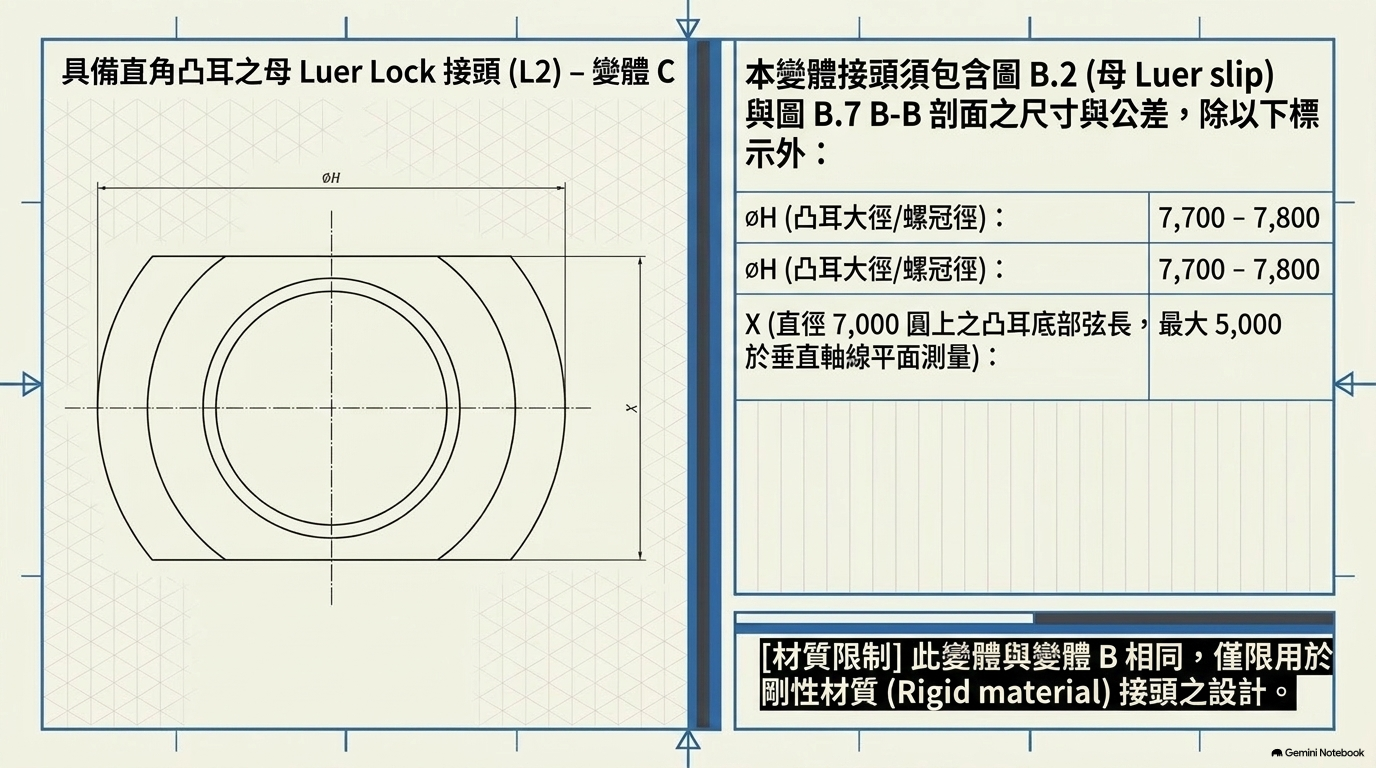 具備直角凸耳之母 Luer Lock 接頭 (L2) – 變體 C
øH
X
本變體接頭須包含圖 B.2 (母 Luer slip)
與圖 B.7 B-B 剖面之尺寸與公差，除以下標
示外：
øH (凸耳大徑/螺冠徑)： 7,700 – 7,800
øH (凸耳大徑/螺冠徑)： 7,700 – 7,800
X (直徑 7,000 圓上之凸耳底部弦長， 最大 5,000
於垂直軸線平面測量)：
[材質限制] 此變體與變體 B 相同，僅限用於
剛性材質 (Rigid material) 接頭之設計。
Gemini Notebook